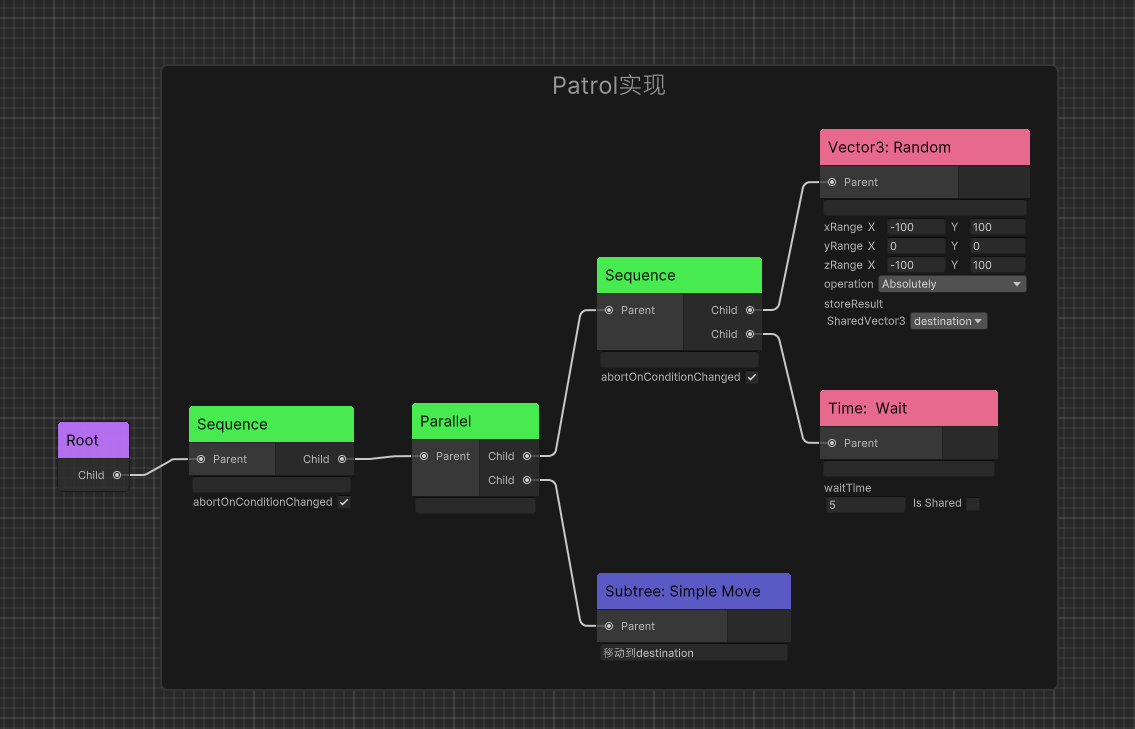 Patrol实现
Root
Child
Sequence
Parent Child
abortOnConditionChanged
Parallel
Parent Child
Child
Sequence
Parent Child
Child
abortOnConditionChanged
Vector3: Random
Parent
xRange X -100 Y 100
yRange X 0 Y 0
zRange X -100 Y 100
operation Absolutely
storeResult
SharedVector3 destination
Time: Wait
Parent
waitTime
5 Is Shared
Subtree: Simple Move
Parent
移动到destination